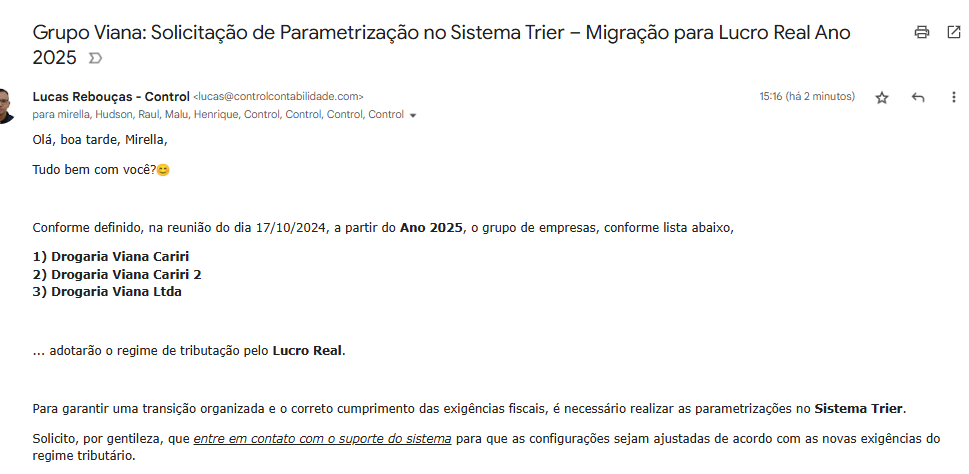 Grupo Viana: Solicitação de Parametrização no Sistema Trier – Migração para Lucro Real Ano
2025
Lucas Rebouças - Control <lucas@controlcontabilidade.com>
15:16 (há 2 minutos)
para mirella, Hudson, Raul, Malu, Henrique, Control, Control, Control, Control
Olá, boa tarde, Mirella,
Tudo bem com você?😊
Conforme definido, na reunião do dia 17/10/2024, a partir do Ano 2025, o grupo de empresas, conforme lista abaixo,
1) Drogaria Viana Cariri
2) Drogaria Viana Cariri 2
3) Drogaria Viana Ltda
... adotarão o regime de tributação pelo Lucro Real.
Para garantir uma transição organizada e o correto cumprimento das exigências fiscais, é necessário realizar as parametrizações no Sistema Trier.
Solicito, por gentileza, que entre em contato com o suporte do sistema para que as configurações sejam ajustadas de acordo com as novas exigências do
regime tributário.